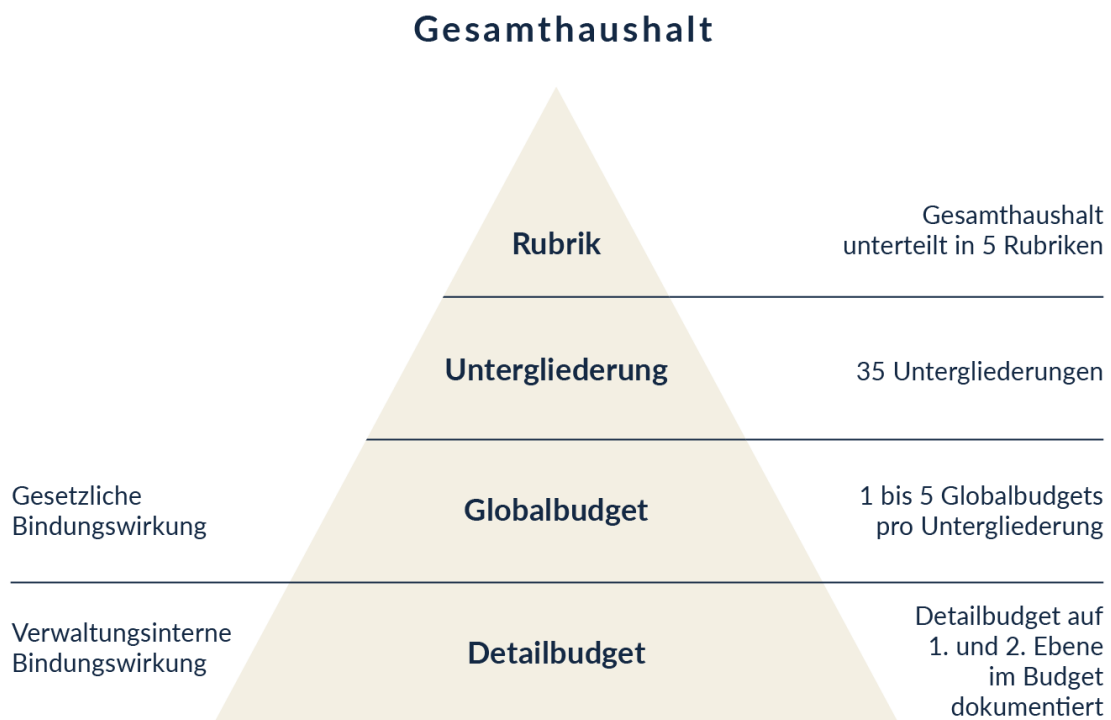 Gesamthaushalt
Rubrik
Gesamthaushalt
unterteilt in 5 Rubriken
Untergliederung
35 Untergliederungen
Gesetzliche
Bindungswirkung
Globalbudget
1 bis 5 Globalbudgets
pro Untergliederung
Verwaltungsinterne
Bindungswirkung
Detailbudget
Detailbudget auf
1. und 2. Ebene
im Budget
dokumentiert